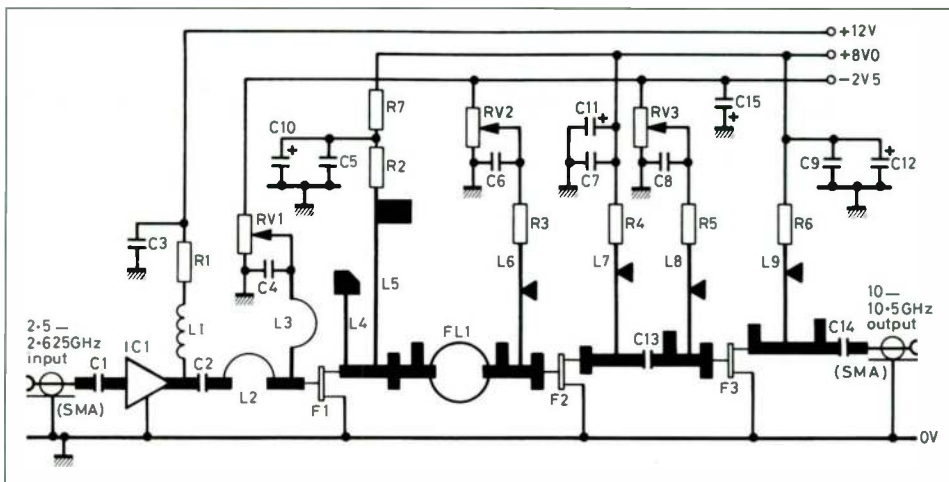 +12V
+8V0
−2V5
C11
RV3
C15
R7
RV2
C10
C5
R2
C7
C8
C9
C12
C6
RV1
C3
R3
R4
R5
R6
R1
C4
L6
L7
L8
L9
L5
L1
L3
L4
2·5—
2·625GHz
input
IC1
FL1
C13
C14
10—
10·5GHz
output
C1
C2
(SMA)
L2
F1
F2
F3
(SMA)
0V